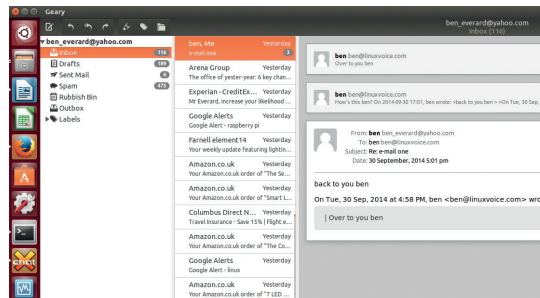 Geary
ben_everard@yahoo.com
Inbox (116)
ben_everard@yahoo.com
Inbox 116
Drafts 189
Sent Mail 6
Spam 475
Rubbish Bin
Outbox
Labels
ben, Me Yesterday
e-mail one 3
Arena Group Yesterday
The office of yester-year: 6 key chan...
Experian - CreditEx... Yesterday
Mr Everard, increase your likelihood ...
Google Alerts Yesterday
Google Alert - raspberry pi
Farnell element14 Yesterday
Your weekly update featuring lightin...
Amazon.co.uk Yesterday
Your Amazon.co.uk order of "The Se...
Amazon.co.uk Yesterday
Your Amazon.co.uk order of "Smart L...
Columbus Direct N... Yesterday
Travel Insurance - Save 15% | Flight e...
Amazon.co.uk Yesterday
Your Amazon.co.uk order of "The Co...
Google Alerts Yesterday
Google Alert - linux
Amazon.co.uk Yesterday
Your Amazon.co.uk order of "7 LED ...
ben ben@linuxvoice.com
Over to you ben
ben ben@linuxvoice.com
How's this ben? On 2014-09-30 17:01, ben wrote: >back to you ben > >On Tue, 30 Sep,
From: ben ben_everard@yahoo.com
To: ben ben@linuxvoice.com
Subject: Re: e-mail one
Date: 30 September, 2014 5:01 pm
back to you ben
On Tue, 30 Sep, 2014 at 4:58 PM, ben <ben@linuxvoice.com> wro
| Over to you ben